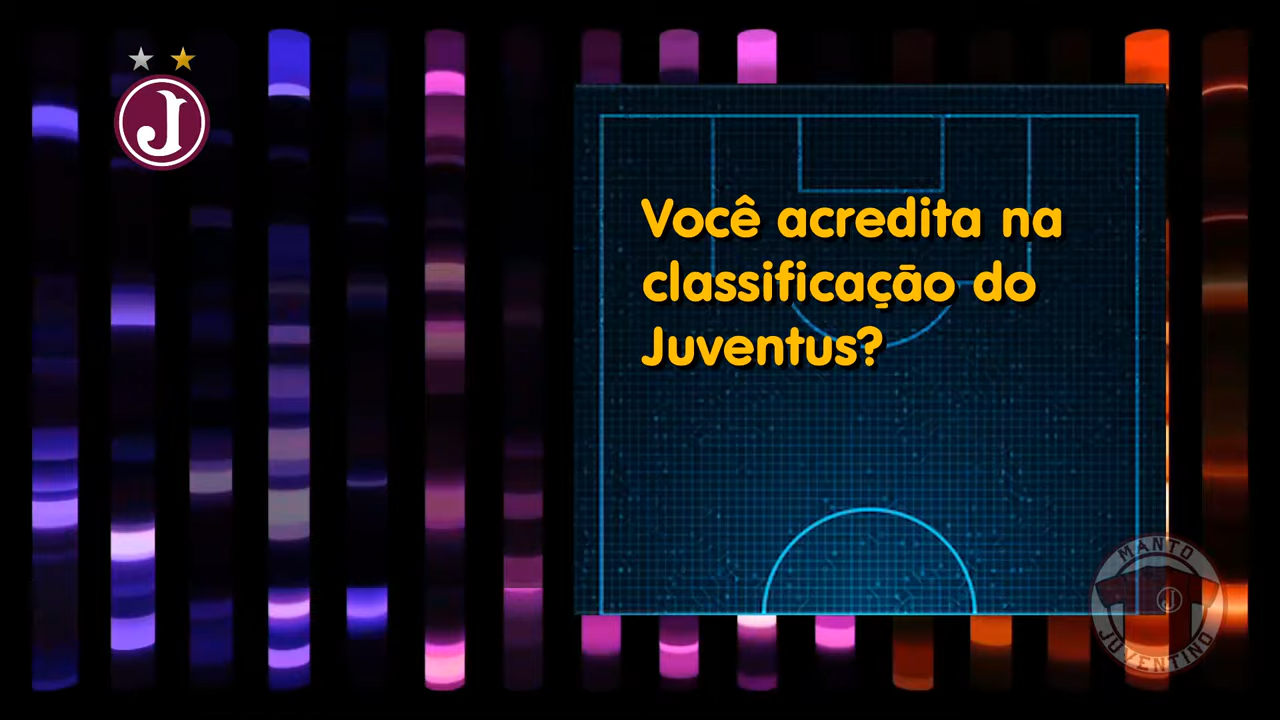 J
Você acredita na
classificação do
Juventus?
MANTO
J
JUVENTINO